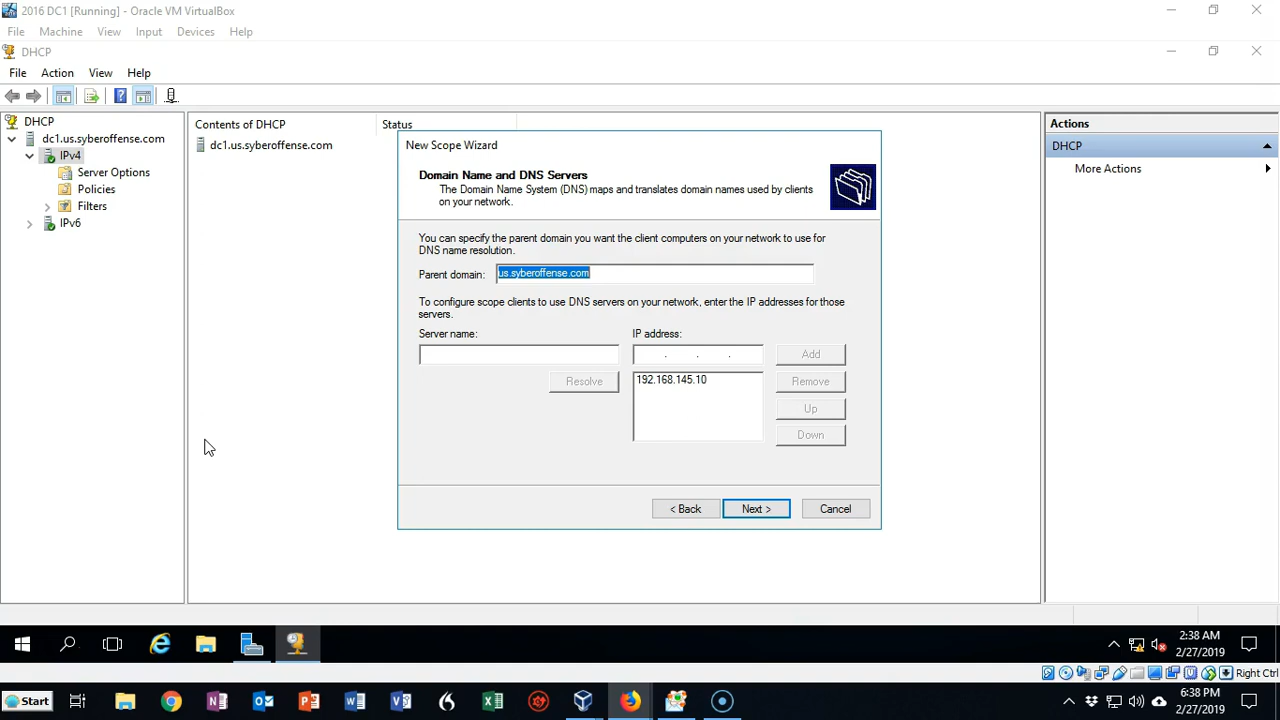 2016 DC1 [Running] - Oracle VM VirtualBox
File Machine View Input Devices Help
DHCP
File Action View Help
DHCP
dc1.us.syberoffense.com
IPv4
Server Options
Policies
Filters
IPv6
Contents of DHCP Status
dc1.us.syberoffense.com
New Scope Wizard
Domain Name and DNS Servers
The Domain Name System (DNS) maps and translates domain names used by clients
on your network.
You can specify the parent domain you want the client computers on your network to use for
DNS name resolution.
Parent domain: us.syberoffense.com
To configure scope clients to use DNS servers on your network, enter the IP addresses for those
servers.
Server name: IP address:
. . . Add
Resolve 192.168.145.10 Remove
Up
Down
< Back Next > Cancel
Actions
DHCP
More Actions
2:38 AM
2/27/2019
Right Ctrl
Start
6:38 PM
2/27/2019